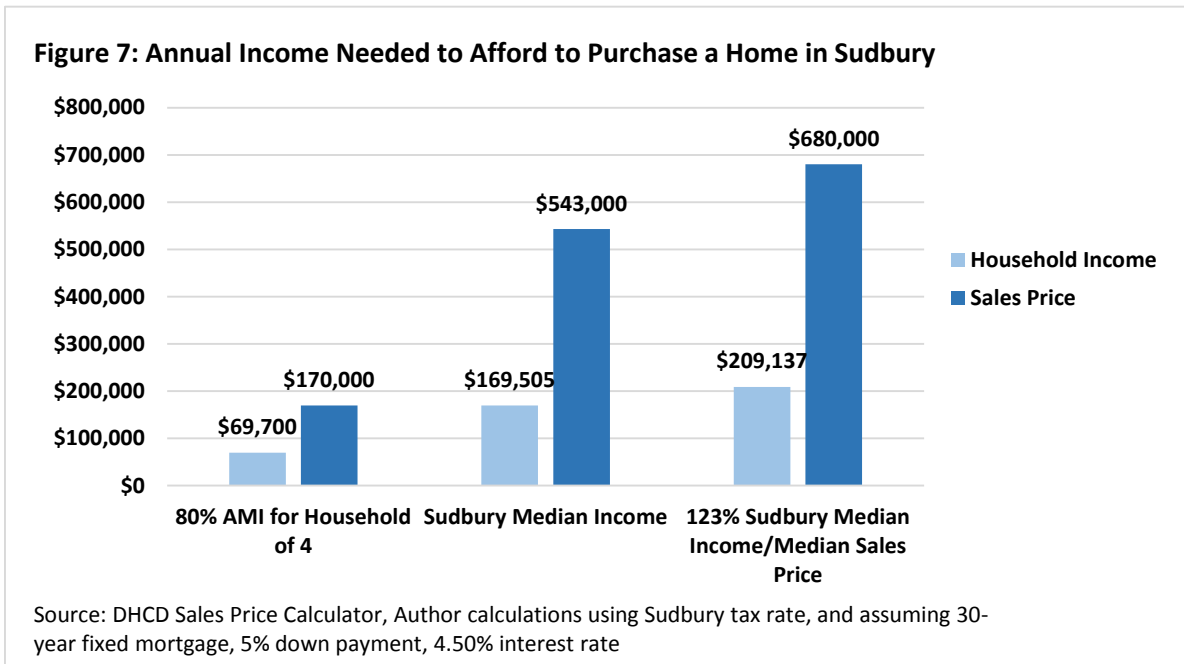 Figure 7: Annual Income Needed to Afford to Purchase a Home in Sudbury
$800,000
$700,000
$600,000
$500,000
$400,000
$300,000
$200,000
$100,000
$0
$69,700
$170,000
$169,505
$543,000
$209,137
$680,000
80% AMI for Household
of 4
Sudbury Median Income
123% Sudbury Median
Income/Median Sales
Price
Household Income
Sales Price
Source: DHCD Sales Price Calculator, Author calculations using Sudbury tax rate, and assuming 30-
year fixed mortgage, 5% down payment, 4.50% interest rate